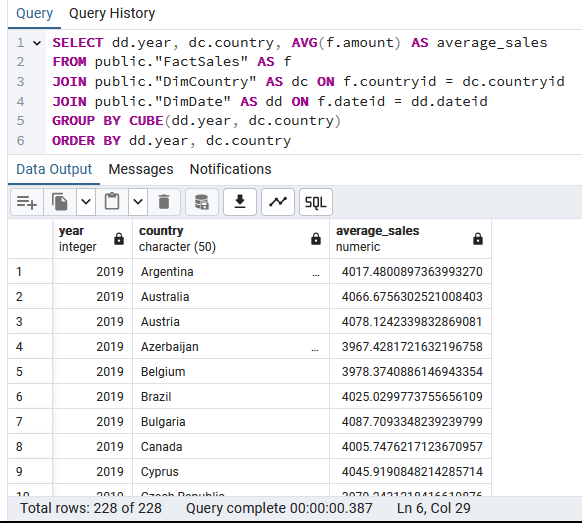 Query Query History
1 SELECT dd.year, dc.country, AVG(f.amount) AS average_sales
2 FROM public."FactSales" AS f
3 JOIN public."DimCountry" AS dc ON f.countryid = dc.countryid
4 JOIN public."DimDate" AS dd ON f.dateid = dd.dateid
5 GROUP BY CUBE(dd.year, dc.country)
6 ORDER BY dd.year, dc.country
Data Output Messages Notifications
SQL
year country average_sales
integer character (50) numeric
1 2019 Argentina ... 4017.4800897363993270
2 2019 Australia 4066.6756302521008403
3 2019 Austria 4078.1242339832869081
4 2019 Azerbaijan ... 3967.4281721632196758
5 2019 Belgium 3978.3740886146943354
6 2019 Brazil 4025.0299773755656109
7 2019 Bulgaria 4087.7093348239239799
8 2019 Canada 4005.7476217123670957
9 2019 Cyprus 4045.9190848214285714
10 2019 Czech Republic
Total rows: 228 of 228 Query complete 00:00:00.387 Ln 6, Col 29